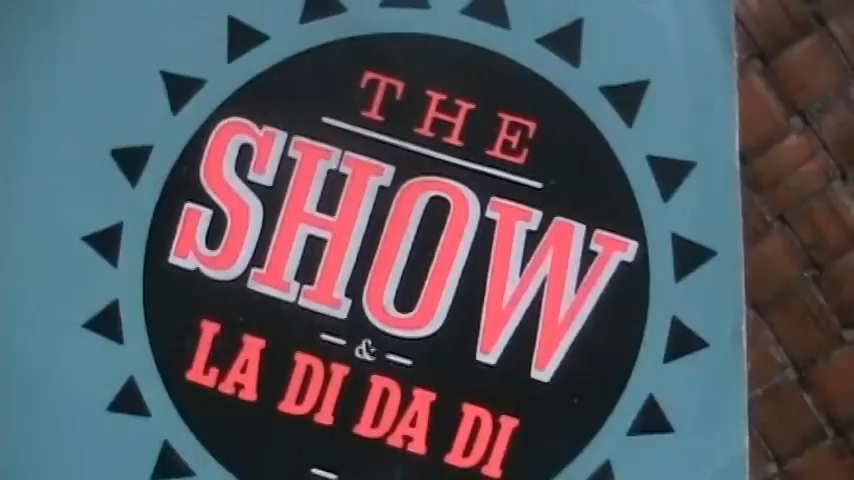 THE
SHOW
&
LA DI DA DI